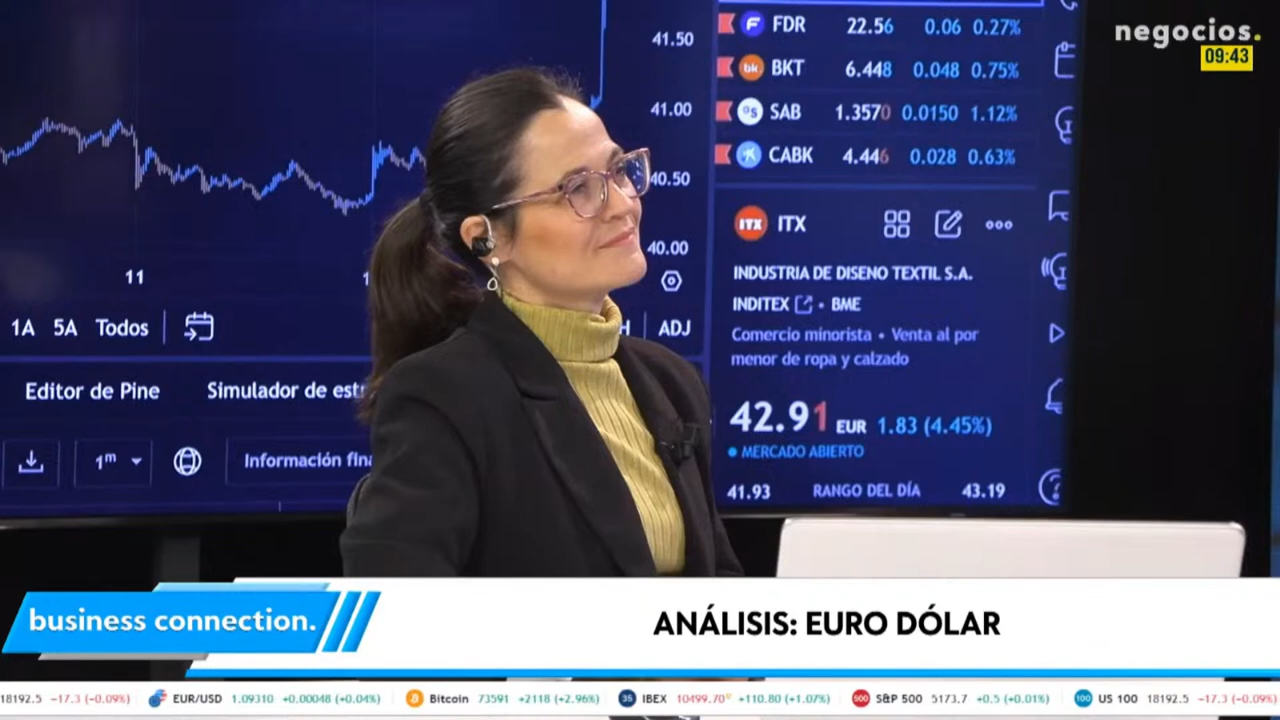 negocios.
09:43
41.50
41.00
40.50
40.00
11
1A 5A Todos
ADJ
Editor de Pine
Simulador de est
1m
Información fin
FDR 22.56 0.06 0.27%
BKT 6.448 0.048 0.75%
SAB 1.3570 0.0150 1.12%
CABK 4.446 0.028 0.63%
ITX ITX
INDUSTRIA DE DISENO TEXTIL S.A.
INDITEX • BME
Comercio minorista • Venta al por
menor de ropa y calzado
42.91 EUR 1.83 (4.45%)
MERCADO ABIERTO
41.93 RANGO DEL DÍA 43.19
business connection.
ANÁLISIS: EURO DÓLAR
18192.5 -17.3 (-0.09%) EUR/USD 1.09310 +0.00048 (+0.04%) Bitcoin 73591 +2118 (+2.96%) 35 IBEX 10499.70 +110.80 (+1.07%) 500 S&P 500 5173.7 +0.5 (+0.01%) 100 US 100 18192.5 -17.3 (-0.09%)